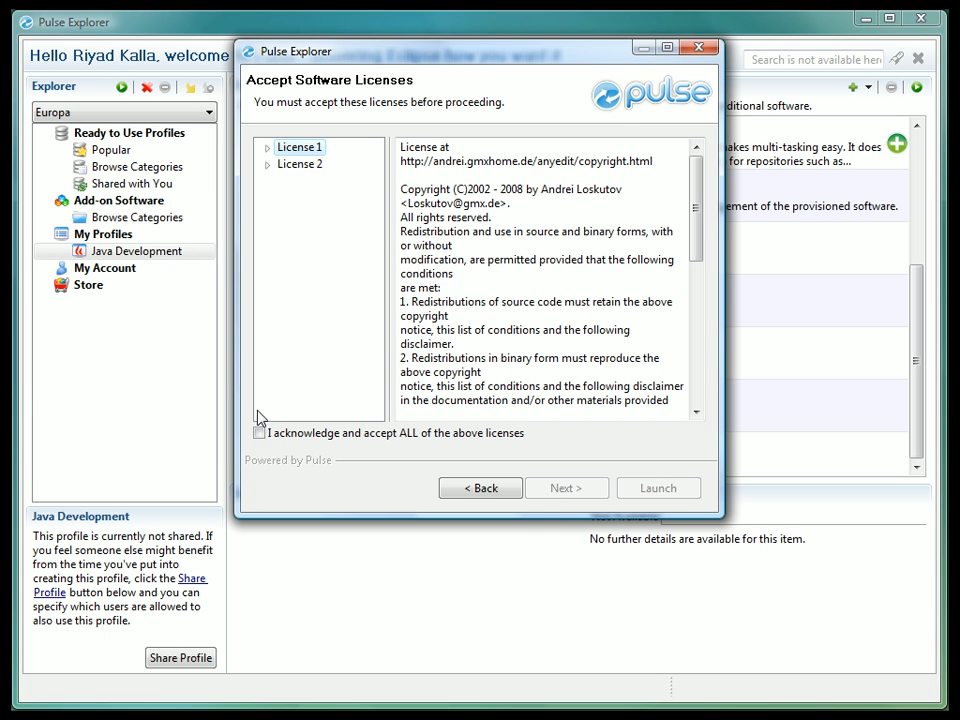 Pulse Explorer
Hello Riyad Kalla, welcome
Search is not available here
Explorer
Europa
Ready to Use Profiles
Popular
Browse Categories
Shared with You
Add-on Software
Browse Categories
My Profiles
Java Development
My Account
Store
Java Development
This profile is currently not shared. If
you feel someone else might benefit
from the time you've put into
creating this profile, click the Share
Profile button below and you can
specify which users are allowed to
also use this profile.
Share Profile
Pulse Explorer
Accept Software Licenses
You must accept these licenses before proceeding.
pulse
License 1
License 2
License at
http://andrei.gmxhome.de/anyedit/copyright.html
Copyright (C)2002 - 2008 by Andrei Loskutov
<Loskutov@gmx.de>.
All rights reserved.
Redistribution and use in source and binary forms, with
or without
modification, are permitted provided that the following
conditions
are met:
1. Redistributions of source code must retain the above
copyright
notice, this list of conditions and the following
disclaimer.
2. Redistributions in binary form must reproduce the
above copyright
notice, this list of conditions and the following disclaimer
in the documentation and/or other materials provided
I acknowledge and accept ALL of the above licenses
Powered by Pulse
< Back
Next >
Launch
ditional software.
akes multi-tasking easy. It does
for repositories such as...
ement of the provisioned software.
No further details are available for this item.